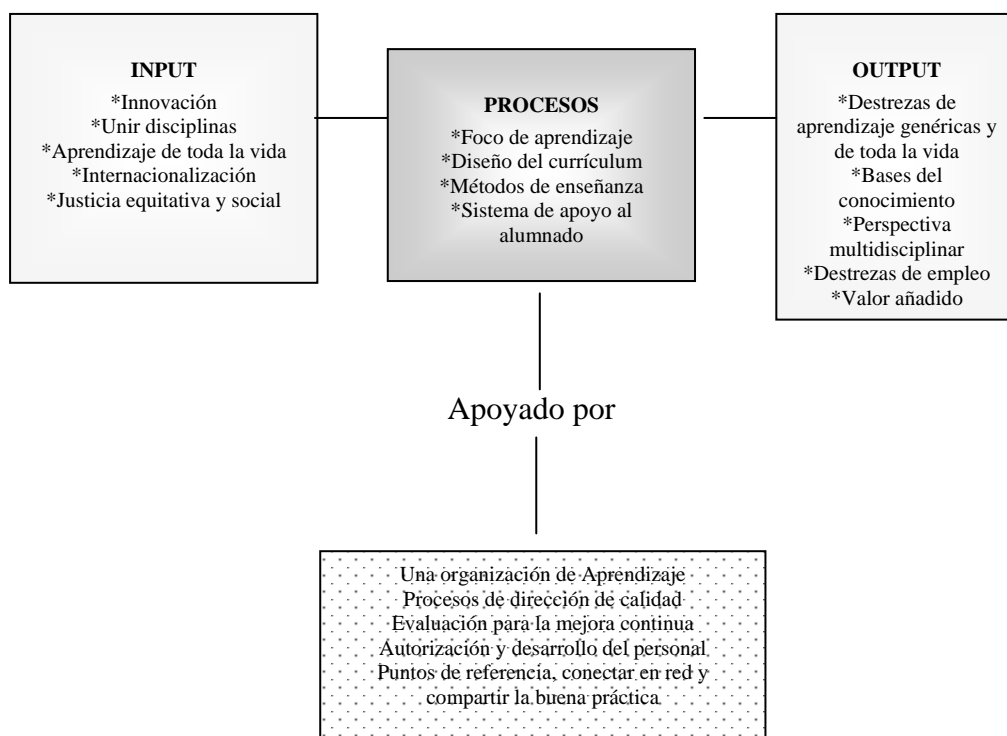 INPUT
*Innovación
*Unir disciplinas
*Aprendizaje de toda la vida
*Internacionalización
*Justicia equitativa y social
PROCESOS
*Foco de aprendizaje
*Diseño del currículum
*Métodos de enseñanza
*Sistema de apoyo al
alumnado
OUTPUT
*Destrezas de
aprendizaje genéricas y
de toda la vida
*Bases del
conocimiento
*Perspectiva
multidisciplinar
*Destrezas de empleo
*Valor añadido
Apoyado por
Una organización de Aprendizaje
Procesos de dirección de calidad
Evaluación para la mejora continua
Autorización y desarrollo del personal
Puntos de referencia, conectar en red y
compartir la buena práctica